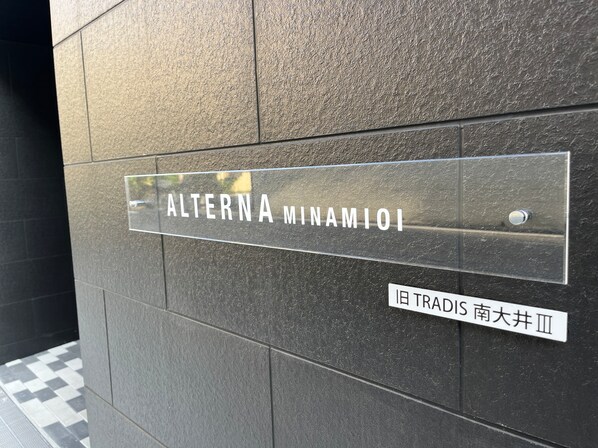 ALTERNA MINAMIOI
旧 TRADIS 南大井 Ⅲ